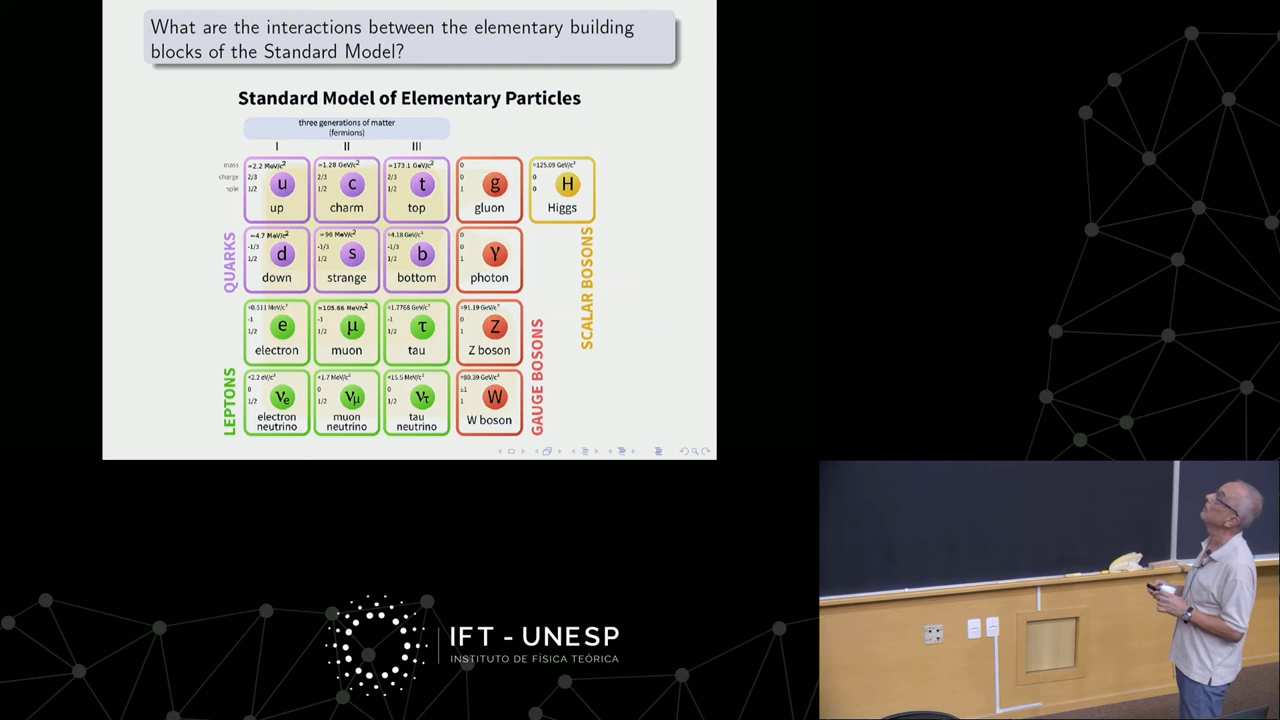 What are the interactions between the elementary building
blocks of the Standard Model?
Standard Model of Elementary Particles
three generations of matter
(fermions)
I II III
mass ≈2.2 MeV/c² ≈1.28 GeV/c² ≈173.1 GeV/c² 0 ≈125.09 GeV/c²
charge 2/3 2/3 2/3 0 0
spin 1/2 1/2 1/2 1 0
u c t g H
up charm top gluon Higgs
QUARKS
≈4.7 MeV/c² ≈96 MeV/c² ≈4.18 GeV/c² 0
-1/3 -1/3 -1/3 0
1/2 1/2 1/2 1
d s b γ
down strange bottom photon
SCALAR BOSONS
≈0.511 MeV/c² ≈105.66 MeV/c² ≈1.7768 GeV/c² ≈91.19 GeV/c²
-1 -1 -1 0
1/2 1/2 1/2 1
e μ τ Z
electron muon tau Z boson
LEPTONS
<2.2 eV/c² <1.7 MeV/c² <15.5 MeV/c² ≈80.39 GeV/c²
0 0 0 ±1
1/2 1/2 1/2 1
νe νμ ντ W
electron
neutrino
muon
neutrino
tau
neutrino
W boson
GAUGE BOSONS
IFT - UNESP
INSTITUTO DE FÍSICA TEÓRICA